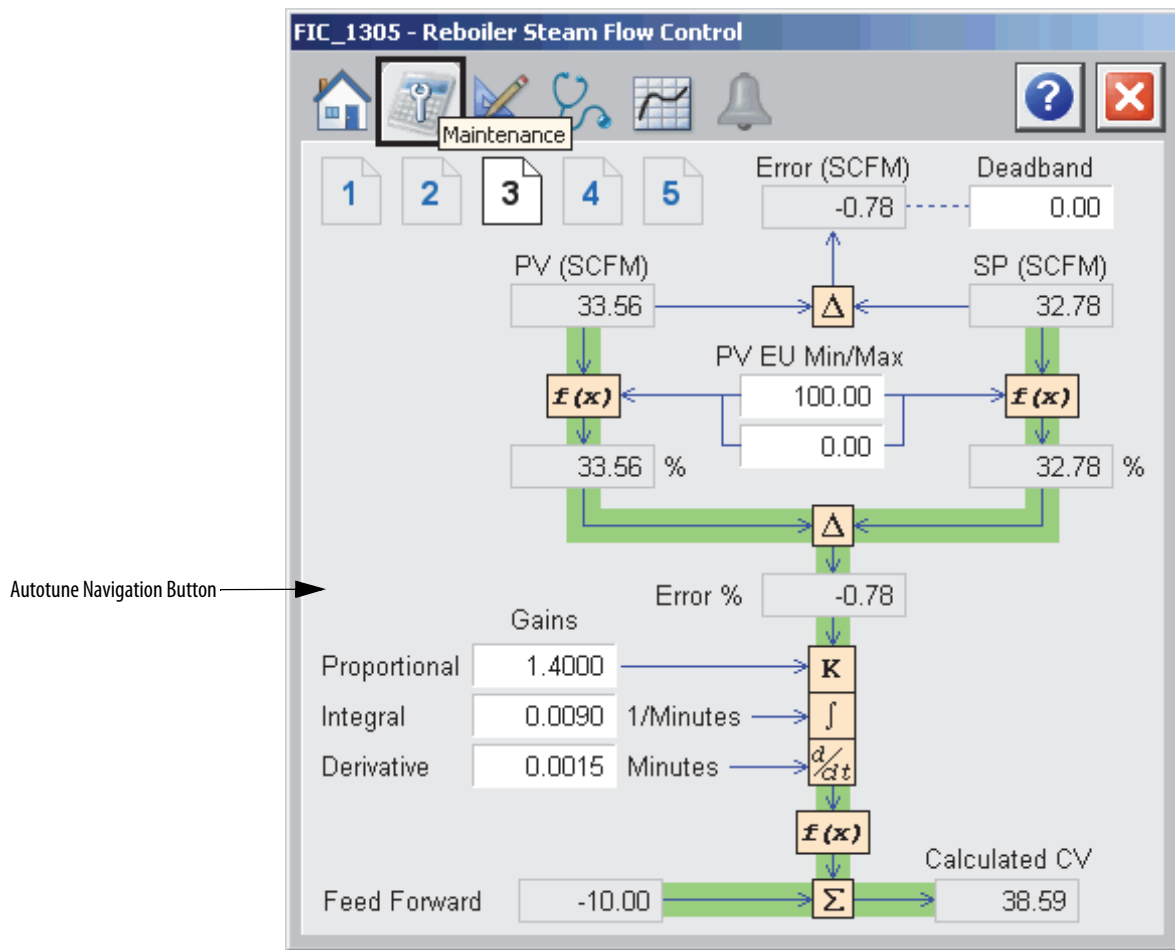 FIC_1305 - Reboiler Steam Flow Control
?
Maintenance
1 2 3 4 5
Error (SCFM) Deadband
-0.78 0.00
PV (SCFM) SP (SCFM)
33.56 Δ 32.78
PV EU Min/Max
f(x) 100.00 f(x)
0.00
33.56 % 32.78 %
Δ
Autotune Navigation Button
Error % -0.78
Gains
Proportional 1.4000 K
Integral 0.0090 1/Minutes ∫
Derivative 0.0015 Minutes d/dt
f(x)
Calculated CV
Feed Forward -10.00 Σ 38.59